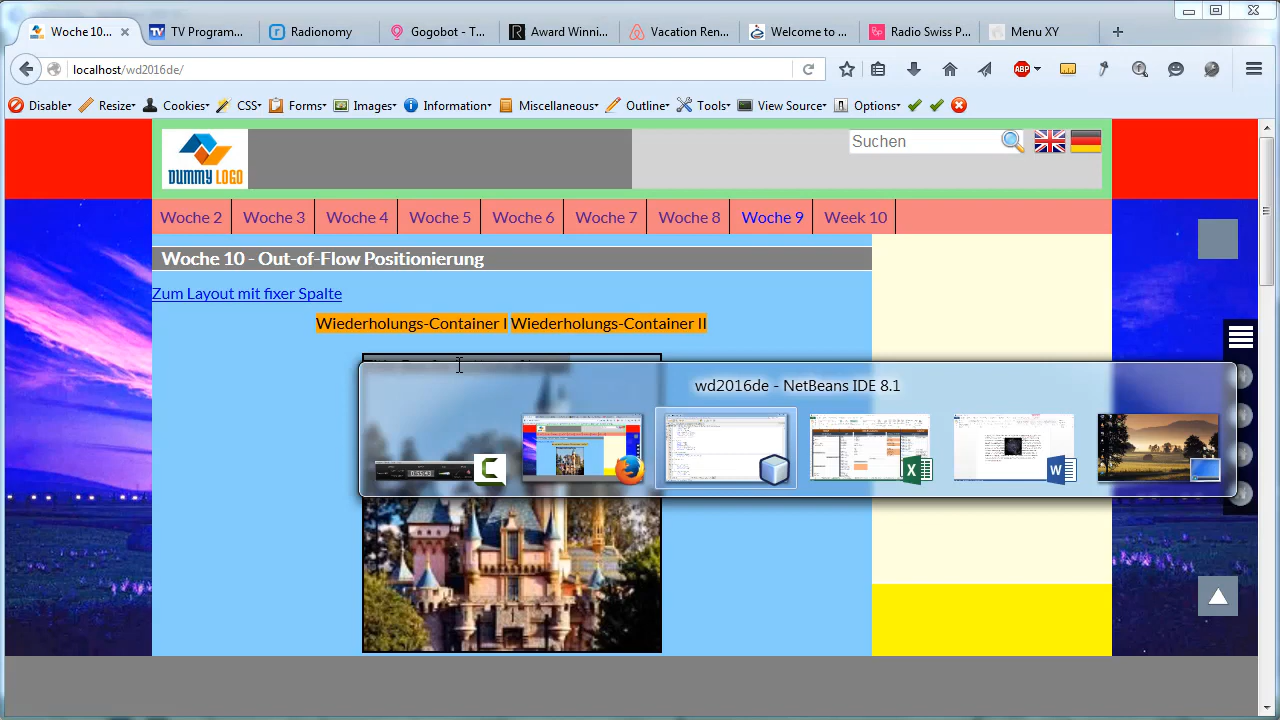 Woche 10...
TV Program...
Radionomy
Gogobot - T...
Award Winni...
Vacation Ren...
Welcome to ...
Radio Swiss P...
Menu XY
localhost/wd2016de/
ABP
Disable
Resize
Cookies
CSS
Forms
Images
Information
Miscellaneous
Outline
Tools
View Source
Options
DUMMY LOGO
Suchen
Woche 2
Woche 3
Woche 4
Woche 5
Woche 6
Woche 7
Woche 8
Woche 9
Week 10
Woche 10 - Out-of-Flow Positionierung
Zum Layout mit fixer Spalte
Wiederholungs-Container I Wiederholungs-Container II
wd2016de - NetBeans IDE 8.1